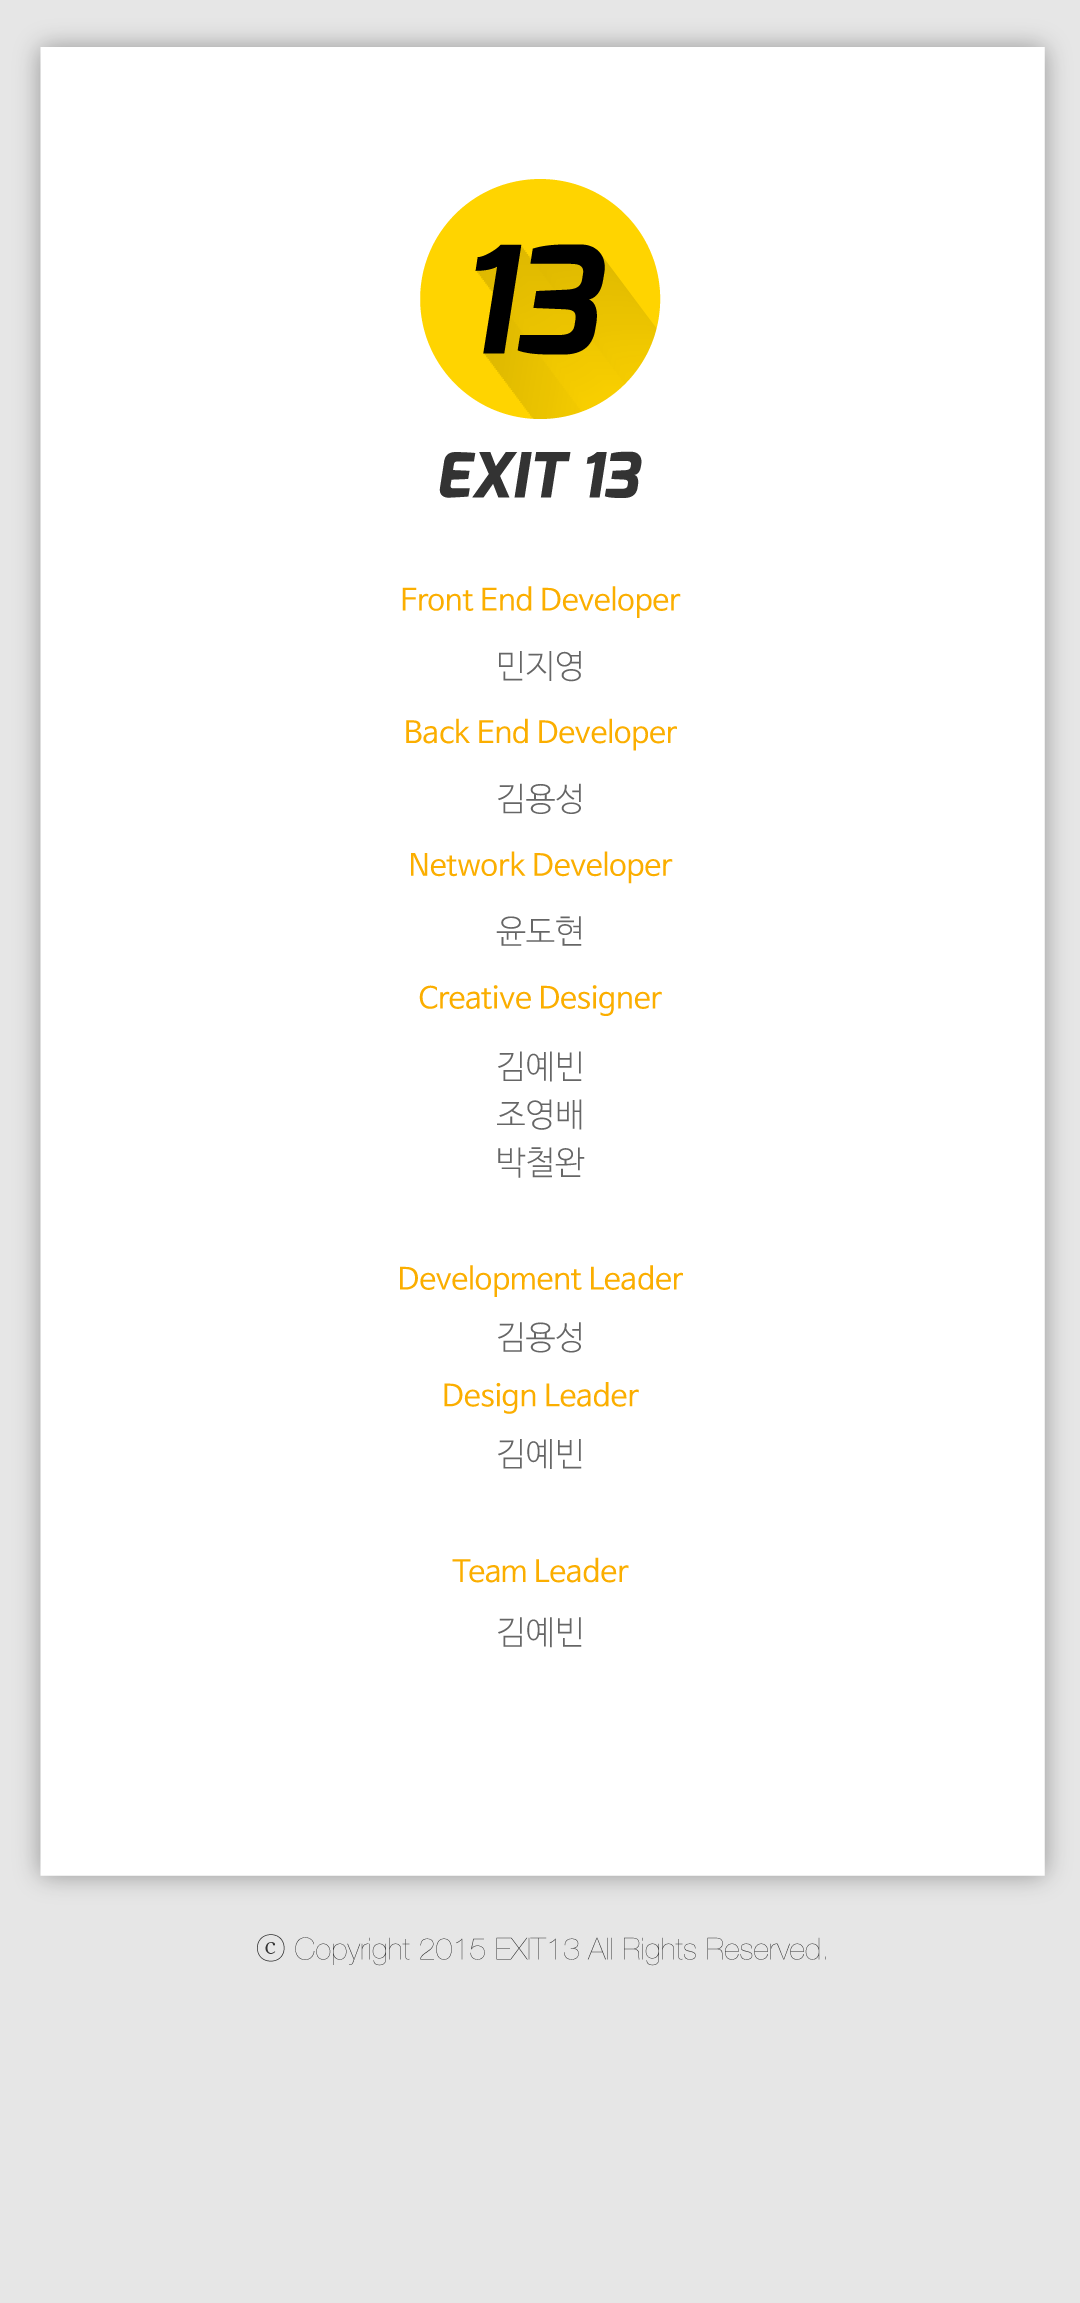 13
EXIT 13
Front End Developer
민지영
Back End Developer
김용성
Network Developer
윤도현
Creative Designer
김예빈
조영배
박철완
Development Leader
김용성
Design Leader
김예빈
Team Leader
김예빈
ⓒ Copyright 2015 EXIT13 All Rights Reserved.